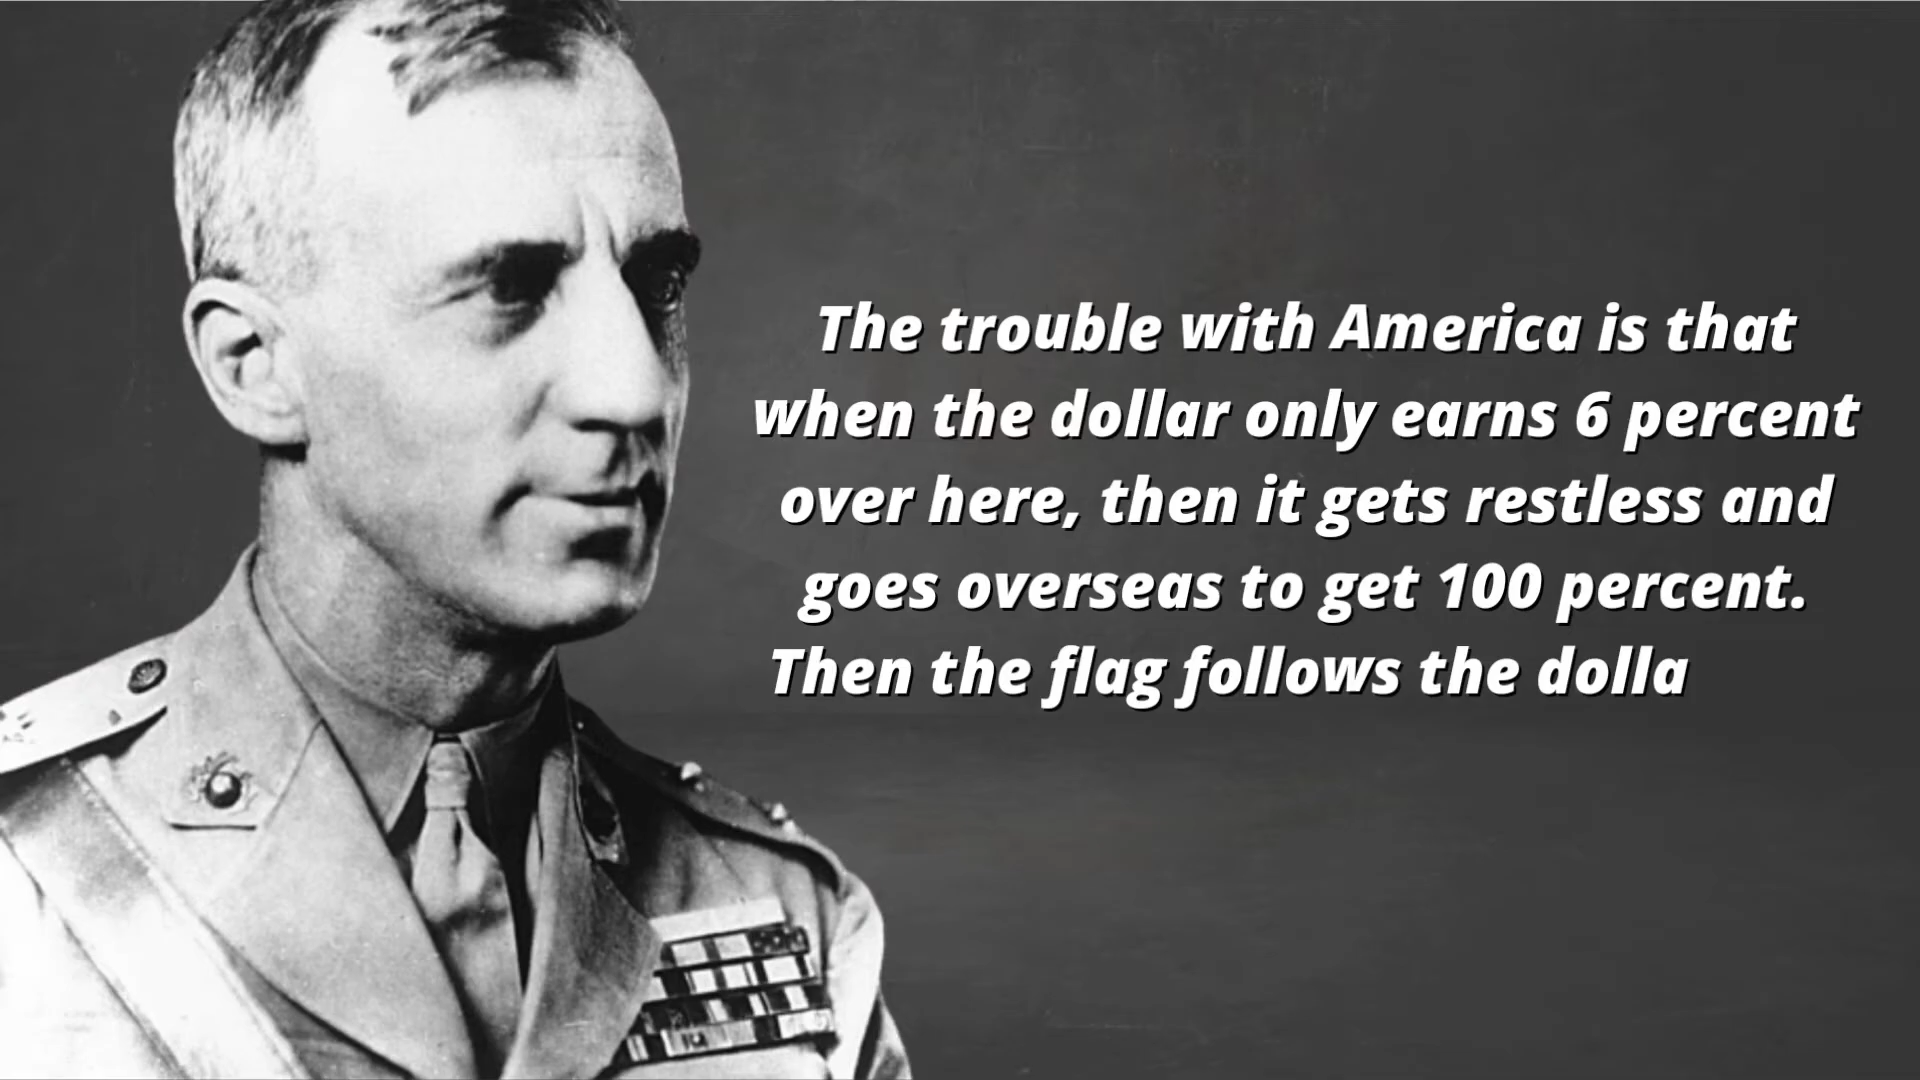 The trouble with America is that
when the dollar only earns 6 percent
over here, then it gets restless and
goes overseas to get 100 percent.
Then the flag follows the dolla